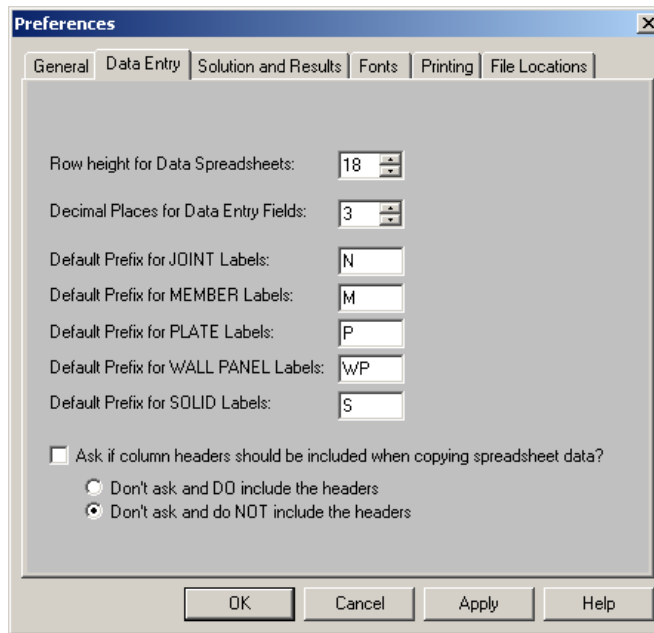 Preferences
General Data Entry Solution and Results Fonts Printing File Locations
Row height for Data Spreadsheets: 18
Decimal Places for Data Entry Fields: 3
Default Prefix for JOINT Labels: N
Default Prefix for MEMBER Labels: M
Default Prefix for PLATE Labels: P
Default Prefix for WALL PANEL Labels: WP
Default Prefix for SOLID Labels: S
Ask if column headers should be included when copying spreadsheet data?
Don't ask and DO include the headers
Don't ask and do NOT include the headers
OK Cancel Apply Help